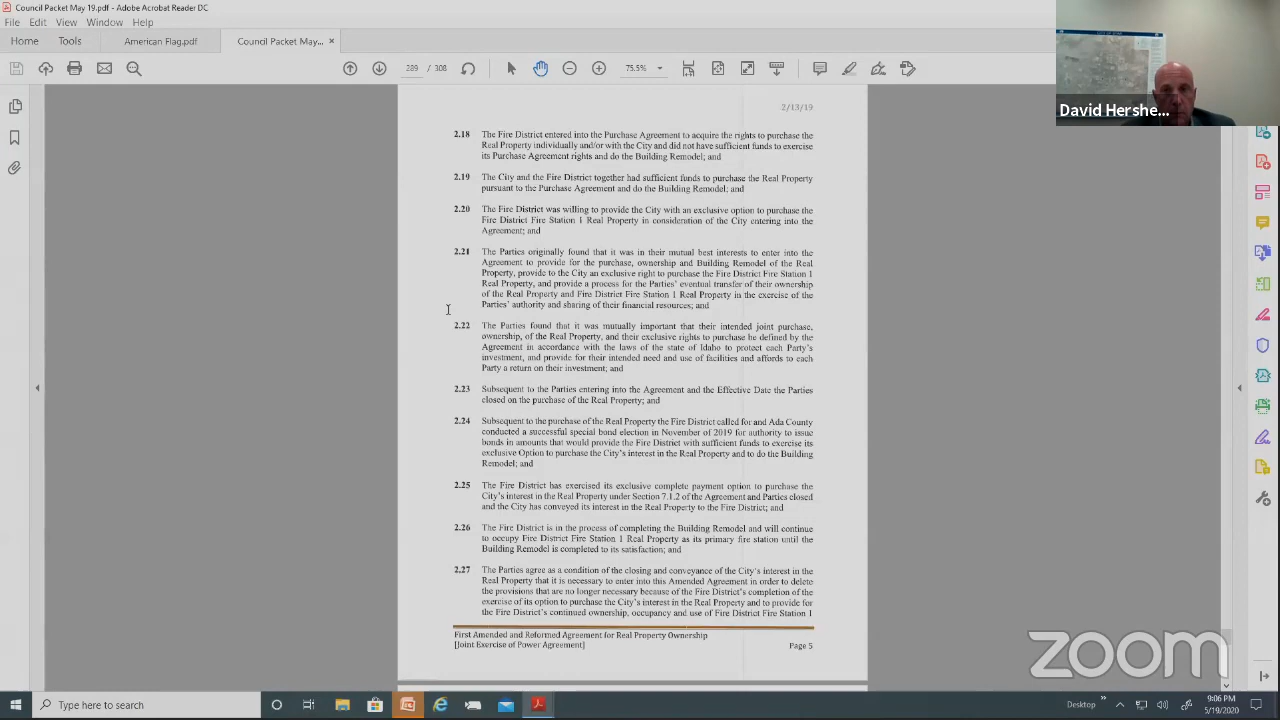 Council Packet May 19.pdf - Adobe Acrobat Reader DC
File Edit View Window Help
Home Tools American Flag.pdf Council Packet May... ×
289 / 308 75.5%
David Hershe...
2/13/19
2.18 The Fire District entered into the Purchase Agreement to acquire the rights to purchase the
Real Property individually and/or with the City and did not have sufficient funds to exercise
its Purchase Agreement rights and do the Building Remodel; and
2.19 The City and the Fire District together had sufficient funds to purchase the Real Property
pursuant to the Purchase Agreement and do the Building Remodel; and
2.20 The Fire District was willing to provide the City with an exclusive option to purchase the
Fire District Fire Station 1 Real Property in consideration of the City entering into the
Agreement; and
2.21 The Parties originally found that it was in their mutual best interests to enter into the
Agreement to provide for the purchase, ownership and Building Remodel of the Real
Property, provide to the City an exclusive right to purchase the Fire District Fire Station 1
Real Property, and provide a process for the Parties' eventual transfer of their ownership
of the Real Property and Fire District Fire Station 1 Real Property in the exercise of the
Parties' authority and sharing of their financial resources; and
2.22 The Parties found that it was mutually important that their intended joint purchase,
ownership, of the Real Property, and their exclusive rights to purchase be defined by the
Agreement in accordance with the laws of the state of Idaho to protect each Party's
investment, and provide for their intended need and use of facilities and affords to each
Party a return on their investment; and
2.23 Subsequent to the Parties entering into the Agreement and the Effective Date the Parties
closed on the purchase of the Real Property; and
2.24 Subsequent to the purchase of the Real Property the Fire District called for and Ada County
conducted a successful special bond election in November of 2019 for authority to issue
bonds in amounts that would provide the Fire District with sufficient funds to exercise its
exclusive Option to purchase the City's interest in the Real Property and to do the Building
Remodel; and
2.25 The Fire District has exercised its exclusive complete payment option to purchase the
City's interest in the Real Property under Section 7.1.2 of the Agreement and Parties closed
and the City has conveyed its interest in the Real Property to the Fire District; and
2.26 The Fire District is in the process of completing the Building Remodel and will continue
to occupy Fire District Fire Station 1 Real Property as its primary fire station until the
Building Remodel is completed to its satisfaction; and
2.27 The Parties agree as a condition of the closing and conveyance of the City's interest in the
Real Property that it is necessary to enter into this Amended Agreement in order to delete
the provisions that are no longer necessary because of the Fire District's completion of the
exercise of its option to purchase the City's interest in the Real Property and to provide for
the Fire District's continued ownership, occupancy and use of Fire District Fire Station 1
First Amended and Reformed Agreement for Real Property Ownership
[Joint Exercise of Power Agreement]
Page 5
zoom
Type here to search
Desktop
9:06 PM
5/19/2020